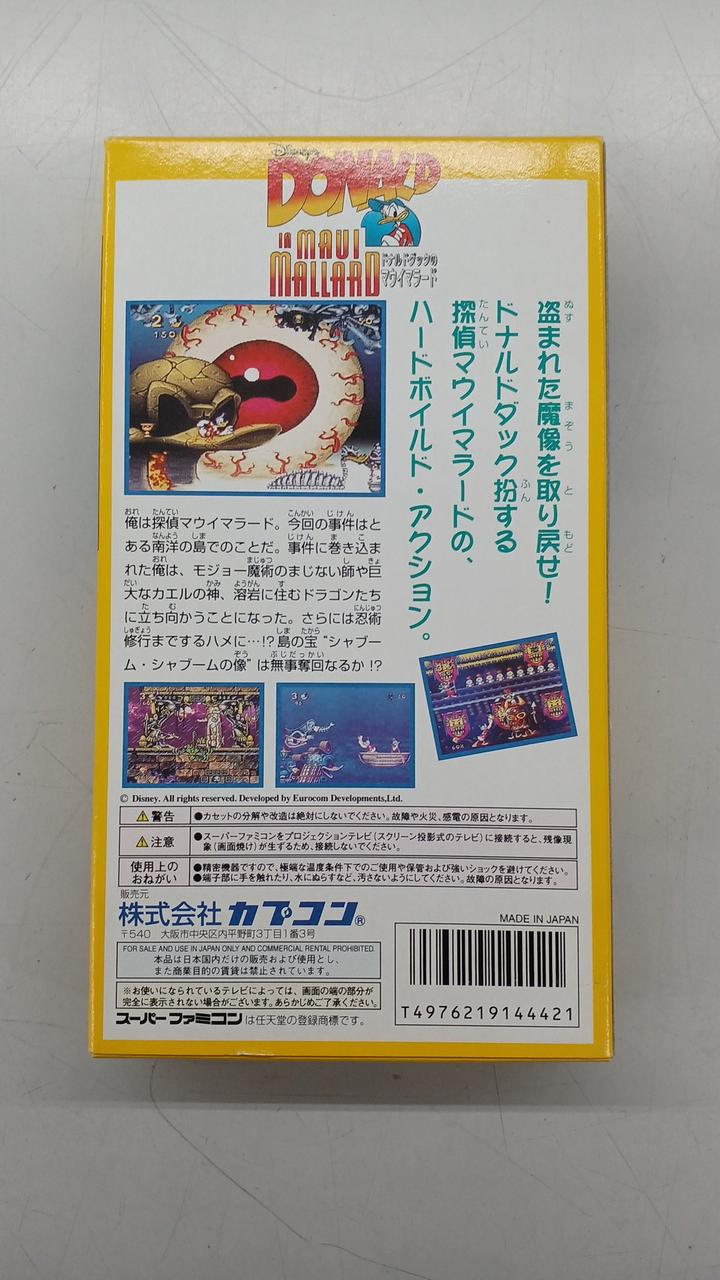 Disney's
DONALD
IN MAUI
MALLARD
ドナルドダックの
マウイマラード
盗まれた魔像を取り戻せ！
ドナルドダック扮する
探偵マウイマラードの、
ハードボイルド・アクション。
俺は探偵マウイマラード。今回の事件はと
ある南洋の島でのことだ。事件に巻き込ま
れた俺は、モジョー魔術のまじない師や巨
大なカエルの神、溶岩に住むドラゴンたち
に立ち向かうことになった。さらには忍術
修行までするハメに…!? 島の宝“シャブー
ム・シャブームの像”は無事奪回なるか!?
© Disney. All rights reserved. Developed by Eurocom Developments,Ltd.
⚠警告 ●カセットの分解や改造は絶対にしないでください。故障や火災、感電の原因となります。
⚠注意 ●スーパーファミコンをプロジェクションテレビ(スクリーン投影式のテレビ)に接続すると、残像現
象(画面焼け)が生ずるため、接続しないでください。
使用上の
おねがい
●精密機器ですので、極端な温度条件下でのご使用や保管および強いショックを避けてください。
●端子部に手を触れたり、水にぬらすなど、汚さないようにしてください。故障の原因となります。
販売元
株式会社カプコン®
〒540 大阪市中央区内平野町3丁目1番3号
FOR SALE AND USE IN JAPAN ONLY AND COMMERCIAL RENTAL PROHIBITED.
本品は日本国内だけの販売および使用とし、
また商業目的の賃貸は禁止されています。
※お使いになられているテレビによっては、画面の端の部分が
完全に表示されない場合がございます。あらかじめご了承ください。
スーパーファミコンは任天堂の登録商標です。
MADE IN JAPAN
T4976219144421